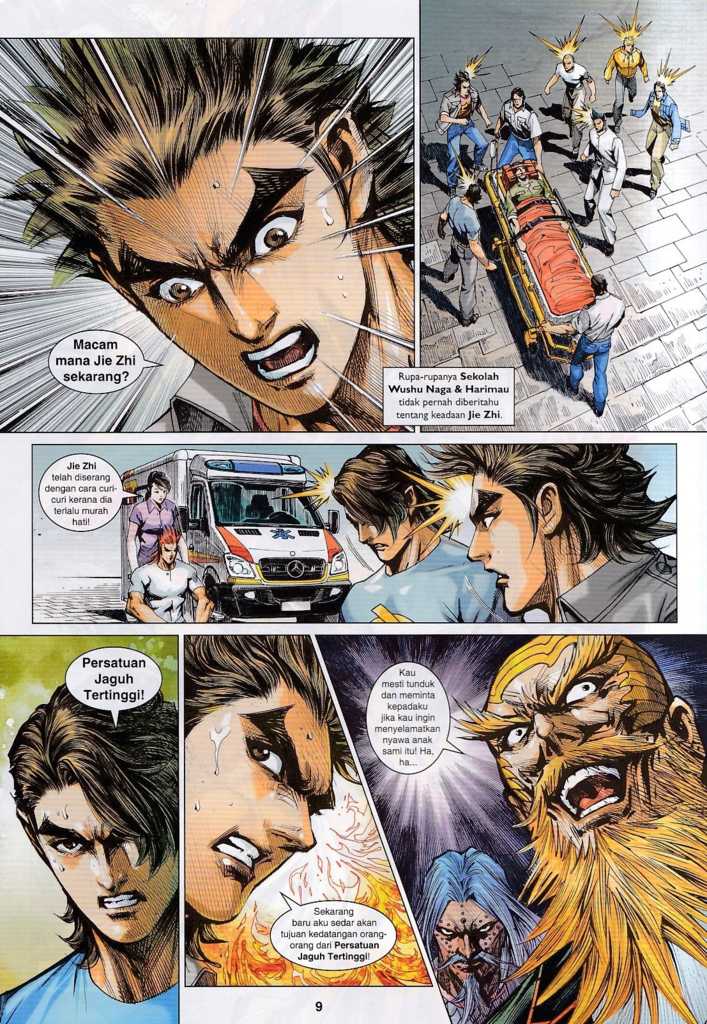 Macam
mana Jie Zhi
sekarang?
Rupa-rupanya Sekolah
Wushu Naga & Harimau
tidak pernah diberitahu
tentang keadaan Jie Zhi.
Jie Zhi
telah diserang
dengan cara curi-
curi kerana dia
terlalu murah
hati!
Persatuan
Jaguh
Tertinggi!
Sekarang
baru aku sedar akan
tujuan kedatangan orang-
orang dari Persatuan
Jaguh Tertinggi!
Kau
mesti tunduk
dan meminta
kepadaku
jika kau ingin
menyelamatkan
nyawa anak
sami itu! Ha,
ha...
9